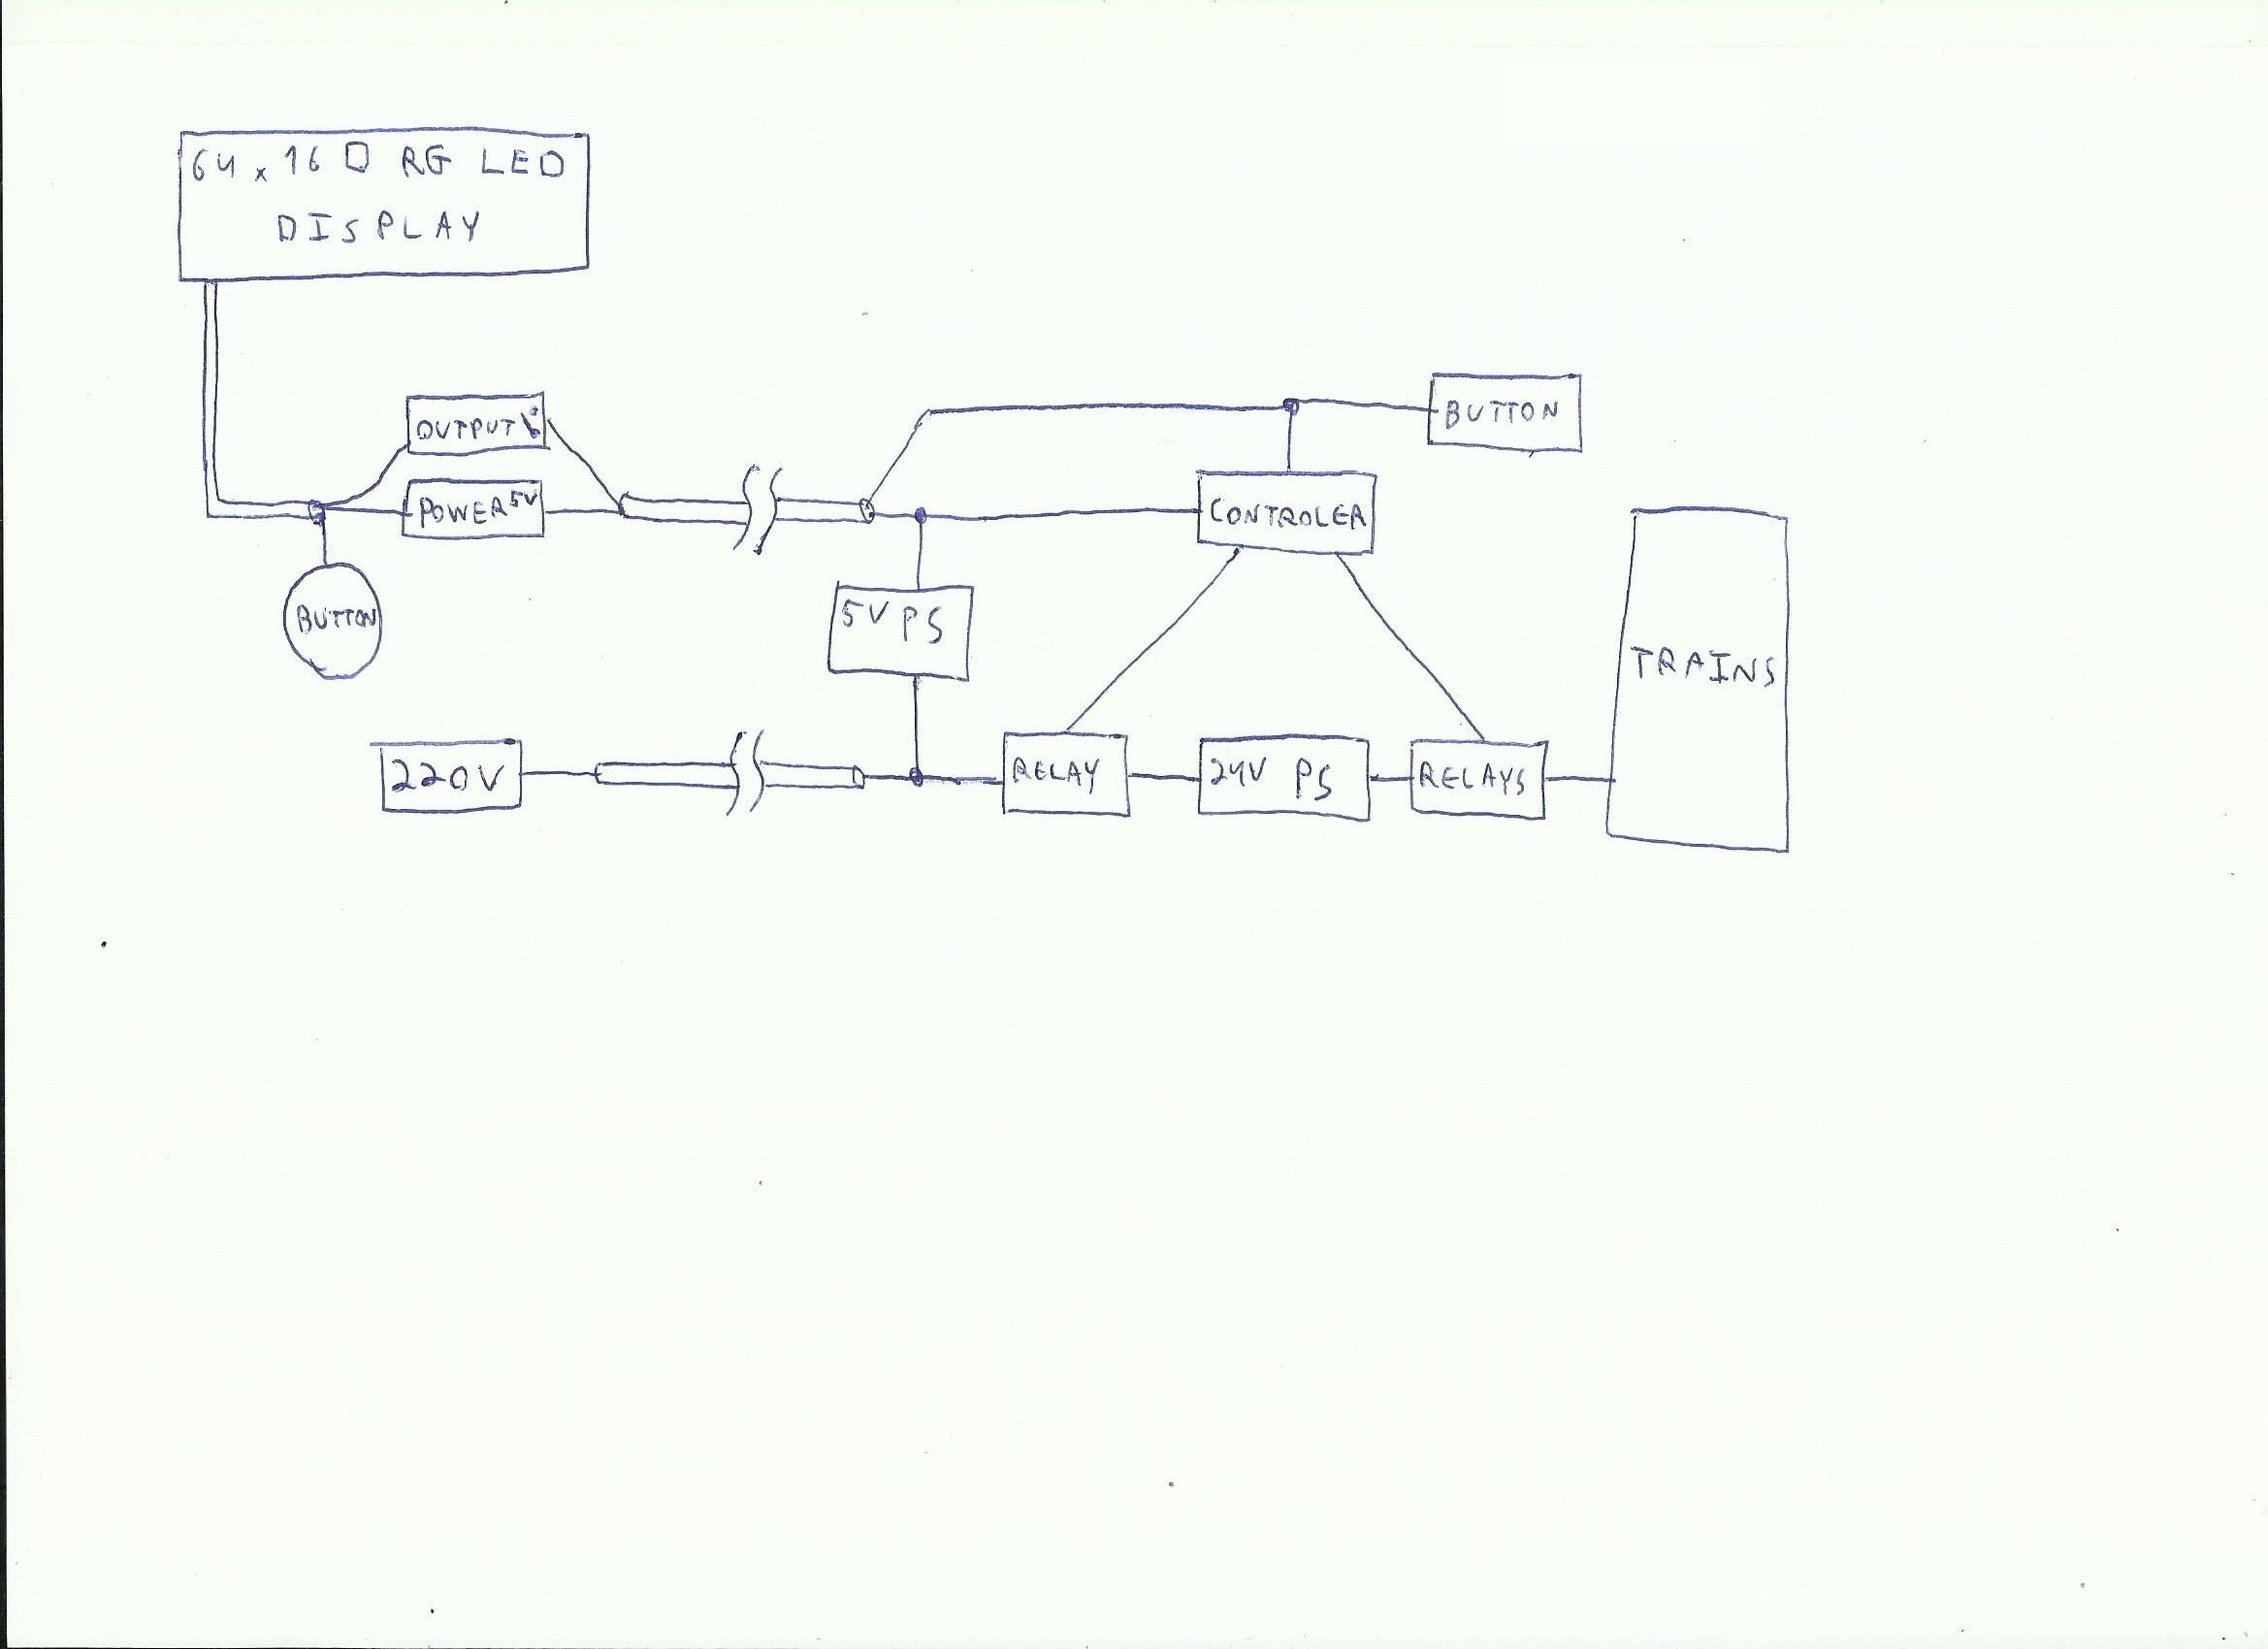 64 x 16 RG LED
DISPLAY
OUTPUT
BUTTON
POWER 5V
CONTROLER
5V PS
BUTTON
TRAINS
220V
RELAY
24V PS
RELAYS